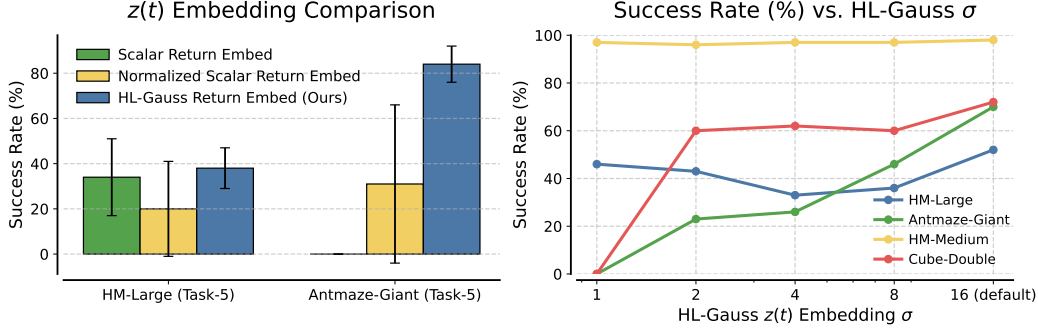 z(t) Embedding Comparison
Success Rate (%)
80
60
40
20
0
Scalar Return Embed
Normalized Scalar Return Embed
HL-Gauss Return Embed (Ours)
HM-Large (Task-5)
Antmaze-Giant (Task-5)
Success Rate (%) vs. HL-Gauss σ
Success Rate (%)
100
80
60
40
20
0
HM-Large
Antmaze-Giant
HM-Medium
Cube-Double
1
2
4
8
16 (default)
HL-Gauss z(t) Embedding σ